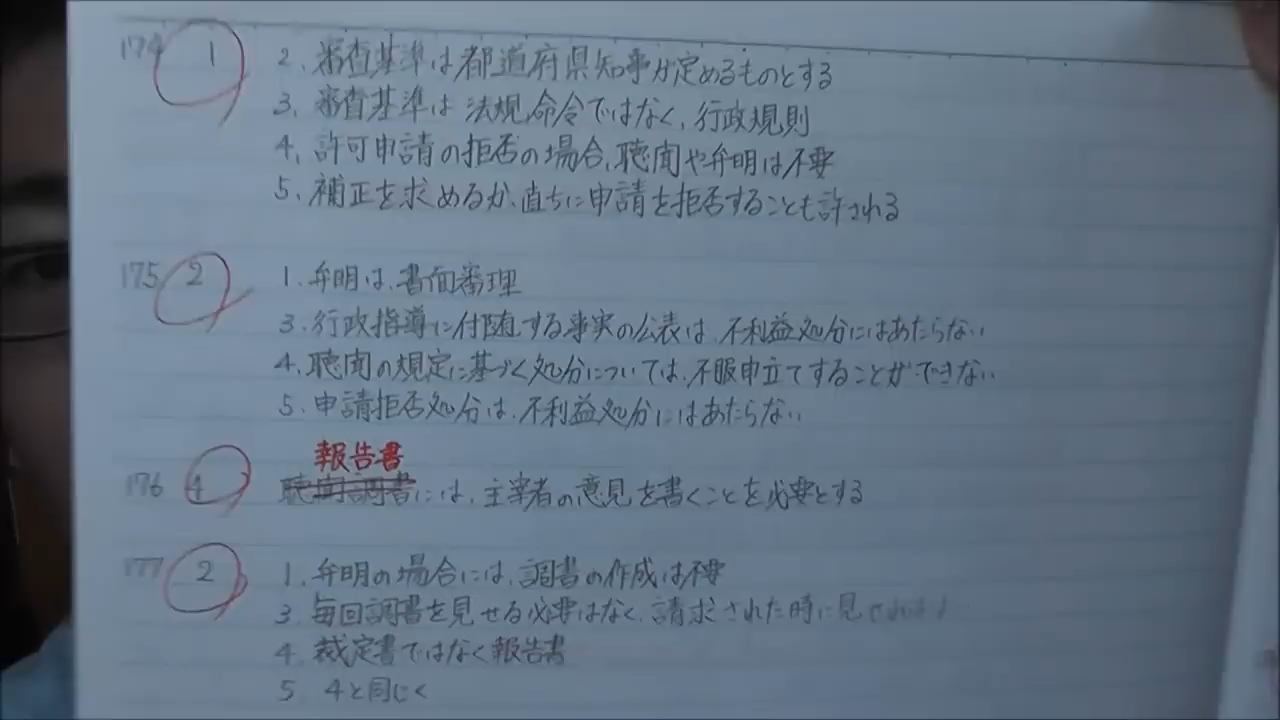 174 1 2. 審査基準は都道府県知事が定めるものとする
3. 審査基準は法規命令ではなく、行政規則
4. 許可申請の拒否の場合、聴聞や弁明は不要
5. 補正を求めるか、直ちに申請を拒否することも許される
175 2 1. 弁明は、書面審理
3. 行政指導に付随する事実の公表は、不利益処分にはあたらない
4. 聴聞の規定に基づく処分については、不服申立てすることができない
5. 申請拒否処分は、不利益処分にはあたらない
報告書
176 4 聴聞調書には、主宰者の意見を書くことを必要とする
177 2 1. 弁明の場合には、調書の作成は不要
3. 毎回調書を見せる必要はなく、請求された時に見せ
4. 裁定書ではなく報告書
5 4と同じく